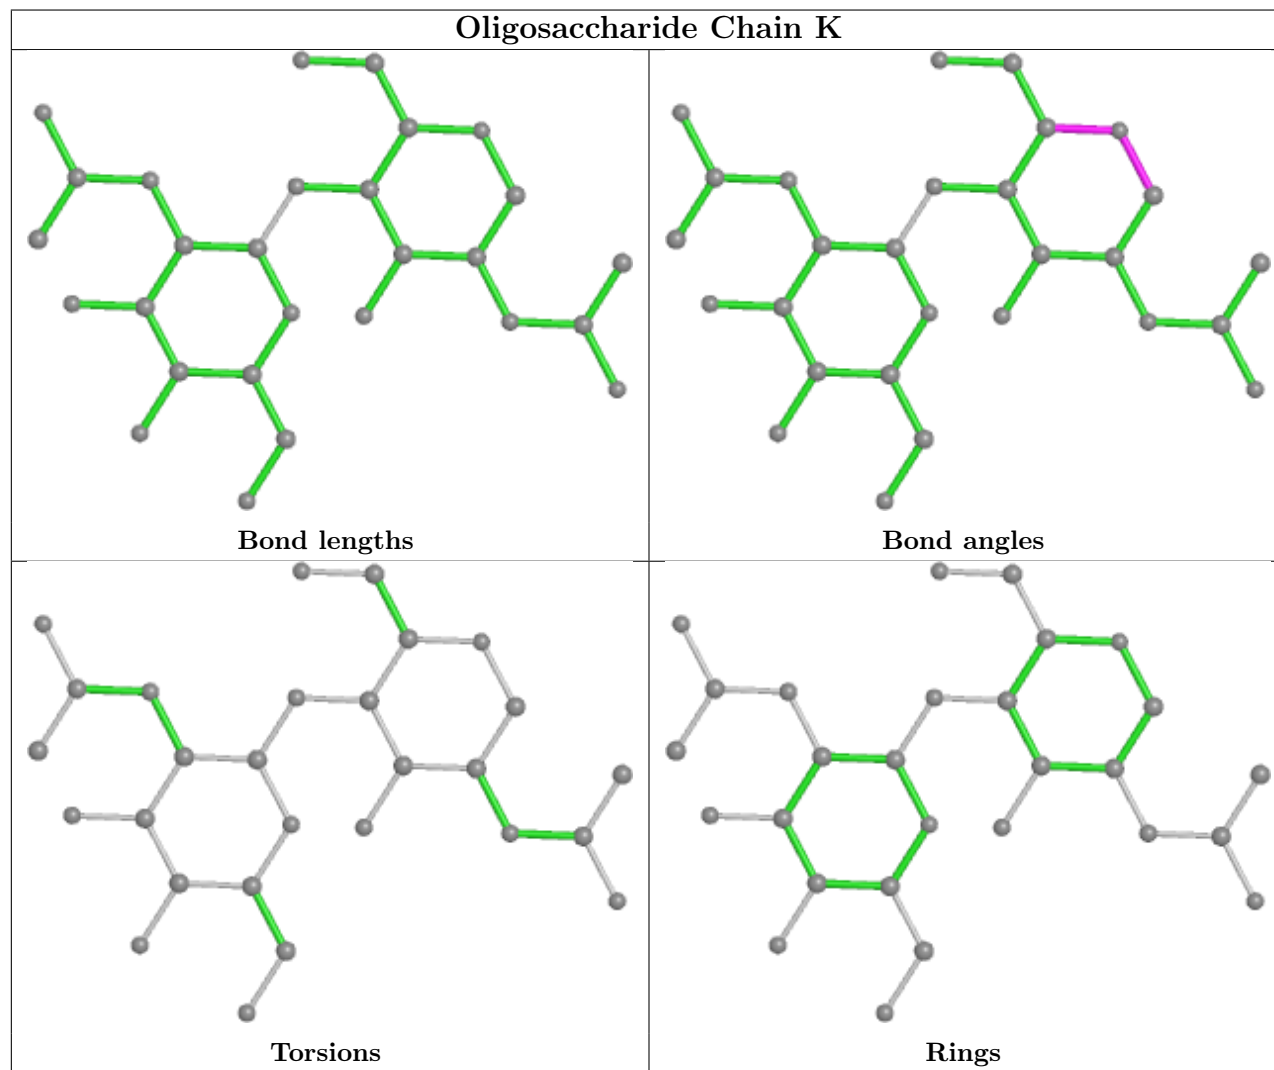 Oligosaccharide Chain K
Bond lengths
Bond angles
Torsions
Rings